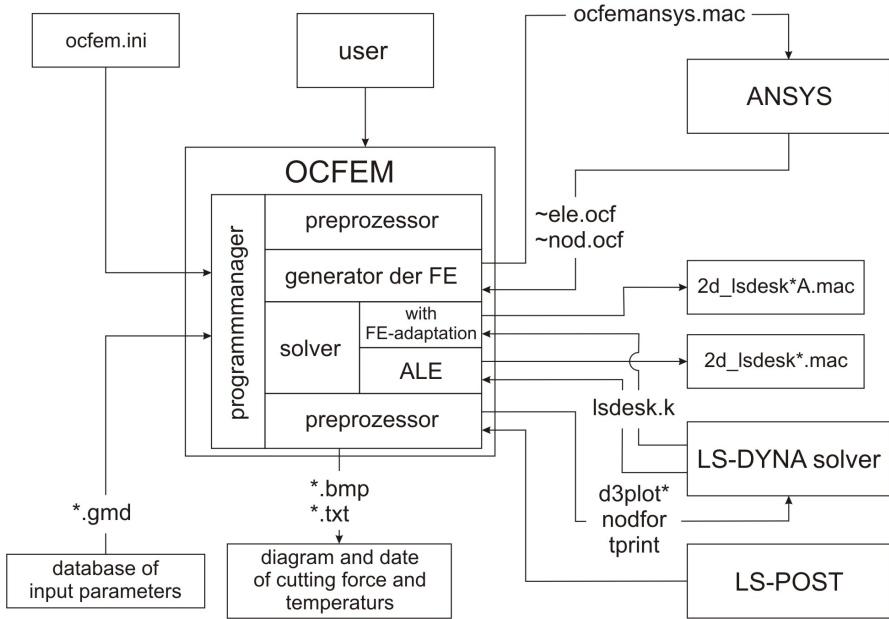 ocfem.ini
user
ocfemansys.mac
ANSYS
OCFEM
programmmanager
preprozessor
generator der FE
~ele.ocf
~nod.ocf
solver
with
FE-adaptation
ALE
preprozessor
2d_lsdesk*A.mac
2d_lsdesk*.mac
lsdesk.k
LS-DYNA solver
d3plot*
nodfor
tprint
LS-POST
*.gmd
database of
input parameters
*.bmp
*.txt
diagram and date
of cutting force and
temperaturs